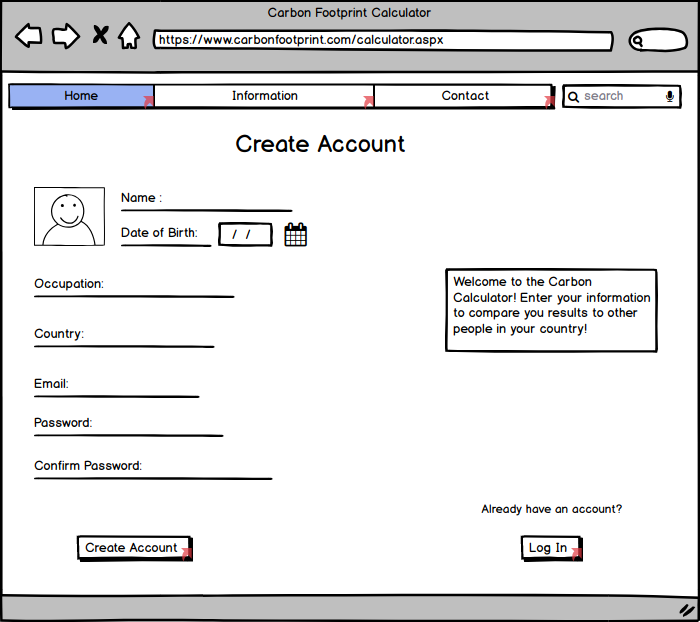 Carbon Footprint Calculator
https://www.carbonfootprint.com/calculator.aspx
Home
Information
Contact
search
Create Account
Name :
Date of Birth:
/ /
Occupation:
Welcome to the Carbon
Calculator! Enter your information
to compare you results to other
people in your country!
Country:
Email:
Password:
Confirm Password:
Already have an account?
Create Account
Log In